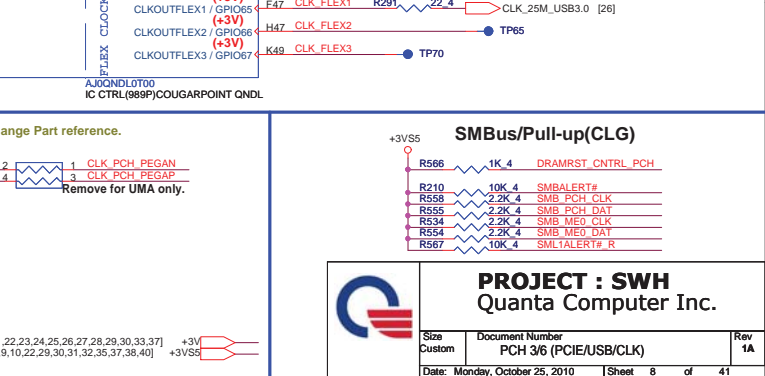 (+3V)
CLKOUTFLEX1 / GPIO65 F47 CLK_FLEX1 R291 22_4 CLK_25M_USB3.0 [26]
(+3V)
CLKOUTFLEX2 / GPIO66 H47 CLK_FLEX2 TP65
(+3V)
CLKOUTFLEX3 / GPIO67 K49 CLK_FLEX3 TP70
FLEX CLOCK
AJ0QNDL0T00
IC CTRL(989P)COUGARPOINT QNDL
ange Part reference.
2 1 CLK_PCH_PEGAN
4 3 CLK_PCH_PEGAP
Remove for UMA only.
SMBus/Pull-up(CLG)
+3VS5
R566 1K_4 DRAMRST_CNTRL_PCH
R210 10K_4 SMBALERT#
R558 2.2K_4 SMB_PCH_CLK
R555 2.2K_4 SMB_PCH_DAT
R534 2.2K_4 SMB_ME0_CLK
R554 2.2K_4 SMB_ME0_DAT
R567 10K_4 SML1ALERT#_R
,22,23,24,25,26,27,28,29,30,33,37] +3V
9,10,22,29,30,31,32,35,37,38,40] +3VS5
PROJECT : SWH
Quanta Computer Inc.
Size Document Number Rev
Custom PCH 3/6 (PCIE/USB/CLK) 1A
Date: Monday, October 25, 2010 Sheet 8 of 41